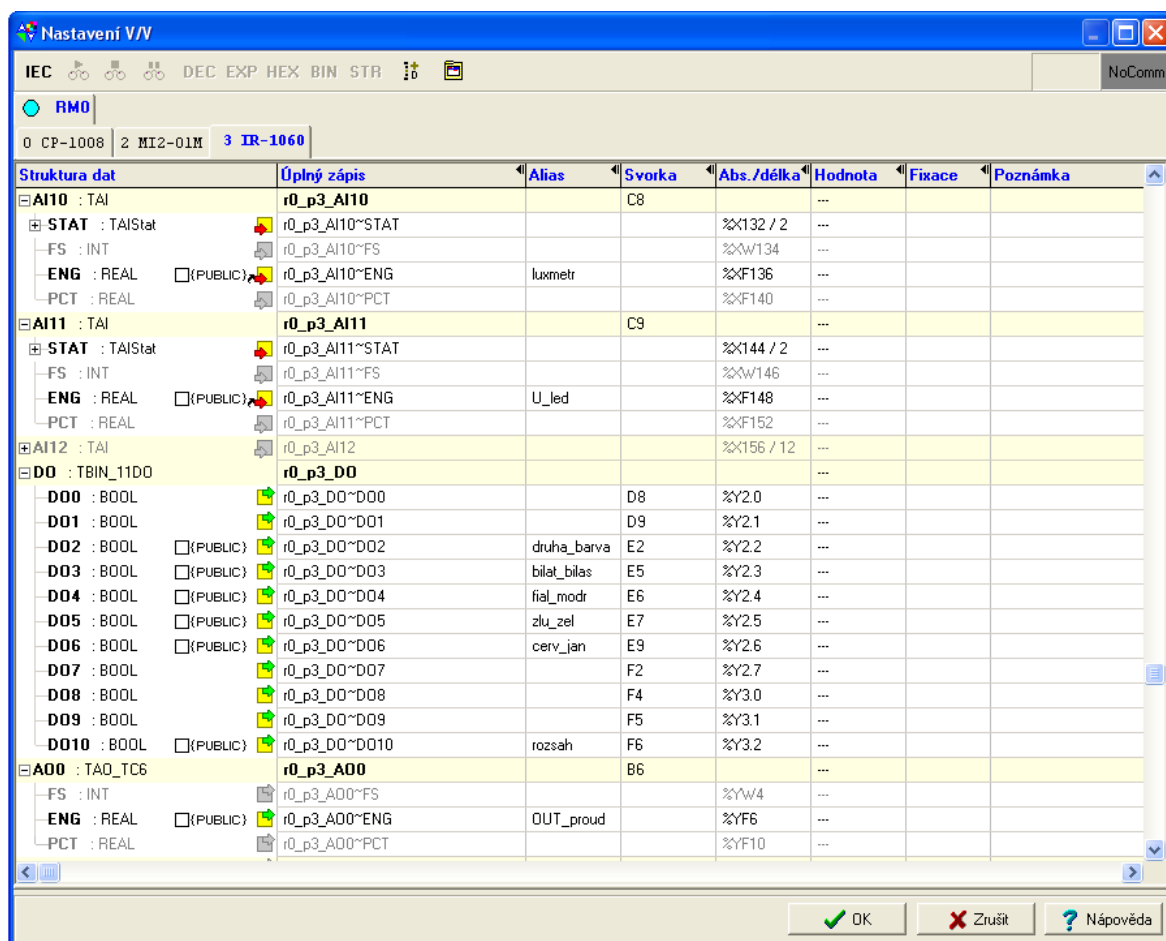 Nastavení V/V
IEC DEC EXP HEX BIN STR NoComm
RM0
0 CP-1008 2 MI2-01M 3 IR-1060
Struktura dat Úplný zápis Alias Svorka Abs./délka Hodnota Fixace Poznámka
AI10 : TAI r0_p3_AI10 C8 ---
STAT : TAIStat r0_p3_AI10~STAT %X132 / 2 ---
FS : INT r0_p3_AI10~FS %XW134 ---
ENG : REAL {PUBLIC} r0_p3_AI10~ENG luxmetr %XF136 ---
PCT : REAL r0_p3_AI10~PCT %XF140 ---
AI11 : TAI r0_p3_AI11 C9 ---
STAT : TAIStat r0_p3_AI11~STAT %X144 / 2 ---
FS : INT r0_p3_AI11~FS %XW146 ---
ENG : REAL {PUBLIC} r0_p3_AI11~ENG U_led %XF148 ---
PCT : REAL r0_p3_AI11~PCT %XF152 ---
AI12 : TAI r0_p3_AI12 %X156 / 12 ---
DO : TBIN_11DO r0_p3_DO ---
DO0 : BOOL r0_p3_DO~DO0 D8 %Y2.0 ---
DO1 : BOOL r0_p3_DO~DO1 D9 %Y2.1 ---
DO2 : BOOL {PUBLIC} r0_p3_DO~DO2 druha_barva E2 %Y2.2 ---
DO3 : BOOL {PUBLIC} r0_p3_DO~DO3 bilat_bilas E5 %Y2.3 ---
DO4 : BOOL {PUBLIC} r0_p3_DO~DO4 fial_modr E6 %Y2.4 ---
DO5 : BOOL {PUBLIC} r0_p3_DO~DO5 zlu_zel E7 %Y2.5 ---
DO6 : BOOL {PUBLIC} r0_p3_DO~DO6 cerv_jan E9 %Y2.6 ---
DO7 : BOOL r0_p3_DO~DO7 F2 %Y2.7 ---
DO8 : BOOL r0_p3_DO~DO8 F4 %Y3.0 ---
DO9 : BOOL r0_p3_DO~DO9 F5 %Y3.1 ---
DO10 : BOOL {PUBLIC} r0_p3_DO~DO10 rozsah F6 %Y3.2 ---
AO0 : TAO_TC6 r0_p3_AO0 B6 ---
FS : INT r0_p3_AO0~FS %YW4 ---
ENG : REAL {PUBLIC} r0_p3_AO0~ENG OUT_proud %YF6 ---
PCT : REAL r0_p3_AO0~PCT %YF10 ---
OK Zrušit Nápověda